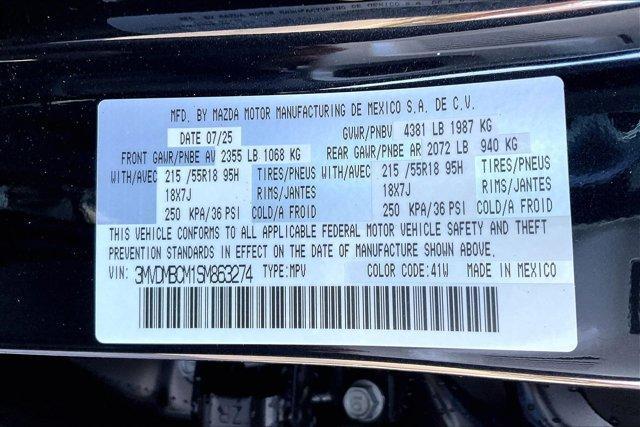 MFD. BY MAZDA MOTOR MANUFACTURING DE MEXICO S.A. DE C.V.
DATE 07/25 GVWR/PNBV 4381 LB 1987 KG
FRONT GAWR/PNBE AV 2355 LB 1068 KG REAR GAWR/PNBE AR 2072 LB 940 KG
WITH/AVEC 215 /55R18 95H TIRES/PNEUS WITH/AVEC 215 /55R18 95H TIRES/PNEUS
18X7J RIMS/JANTES 18X7J RIMS/JANTES
250 KPA/36 PSI COLD/A FROID 250 KPA/36 PSI COLD/A FROID
THIS VEHICLE CONFORMS TO ALL APPLICABLE FEDERAL MOTOR VEHICLE SAFETY AND THEFT
PREVENTION STANDARDS IN EFFECT ON THE DATE OF MANUFACTURE SHOWN ABOVE.
VIN: 3MVDMBCM1SM863274 TYPE:MPV COLOR CODE:41W MADE IN MEXICO